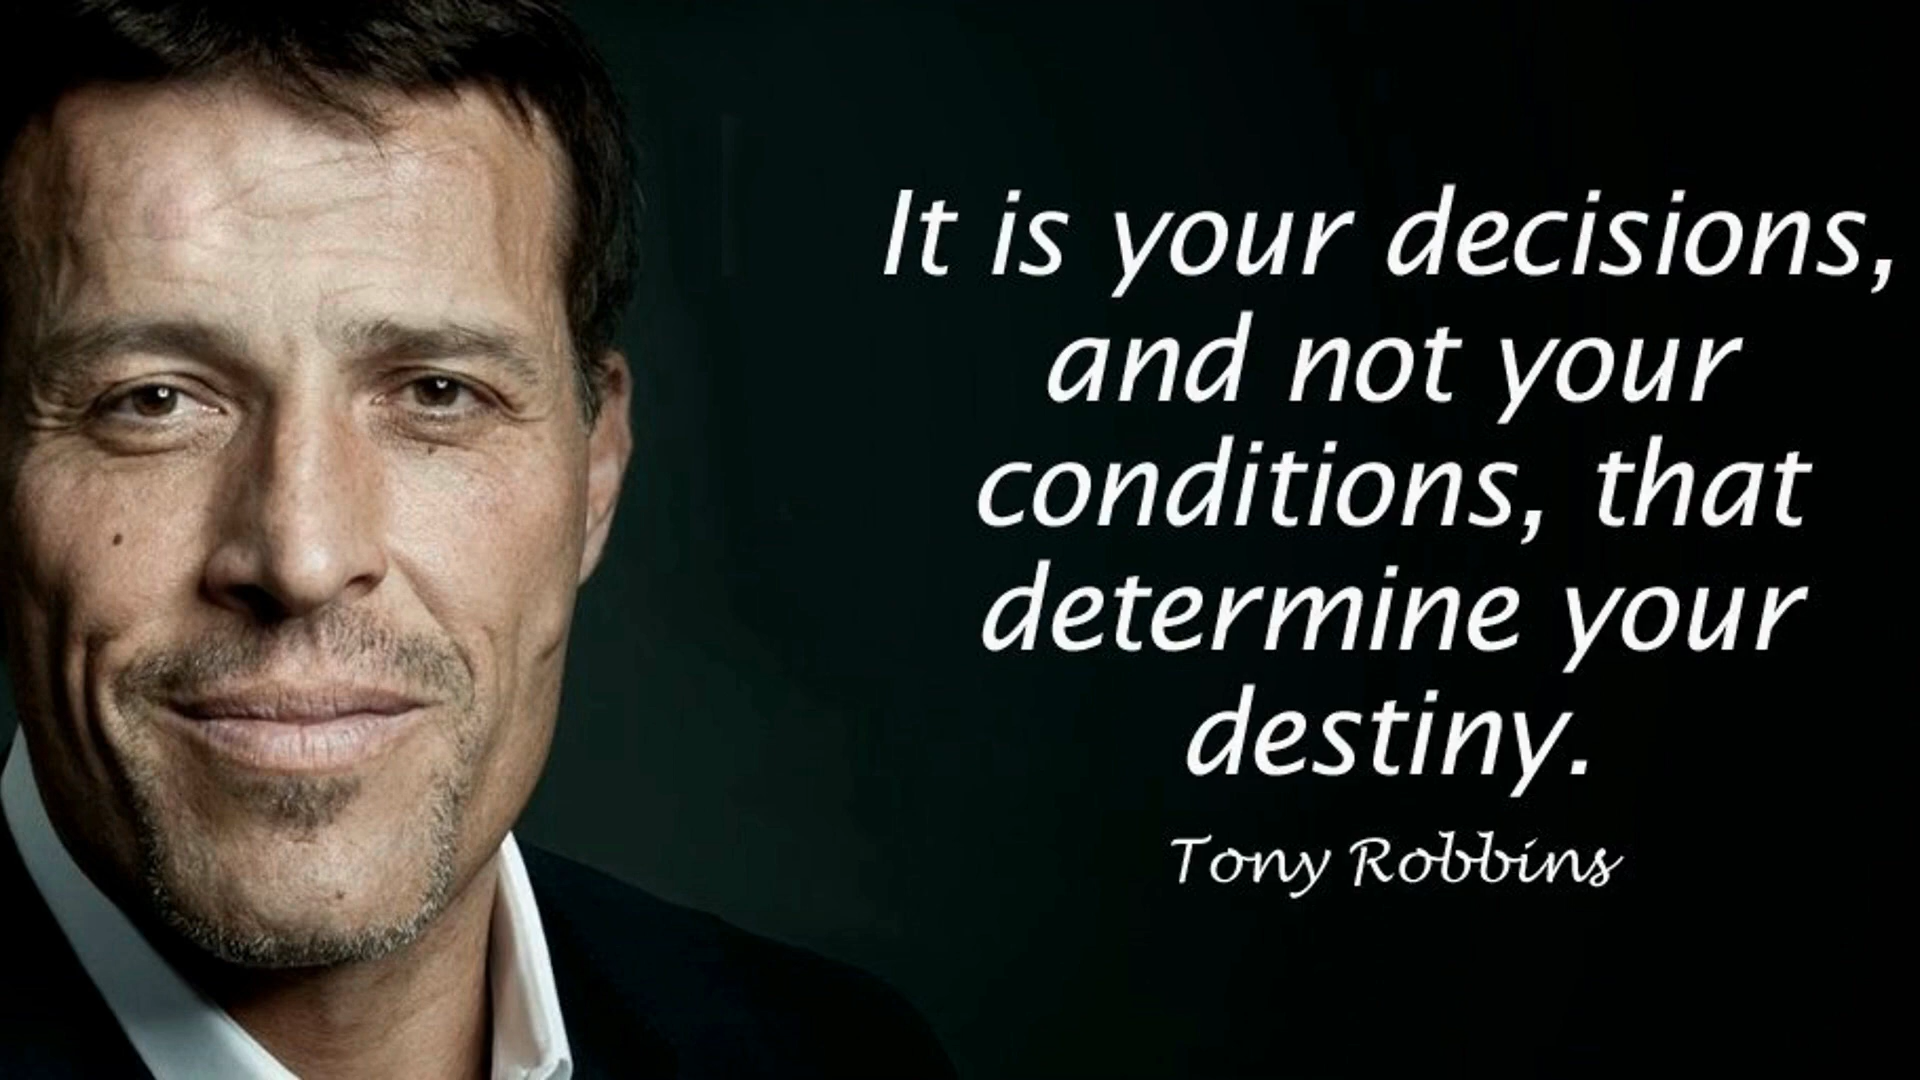 It is your decisions,
and not your
conditions, that
determine your
destiny.
Tony Robbins